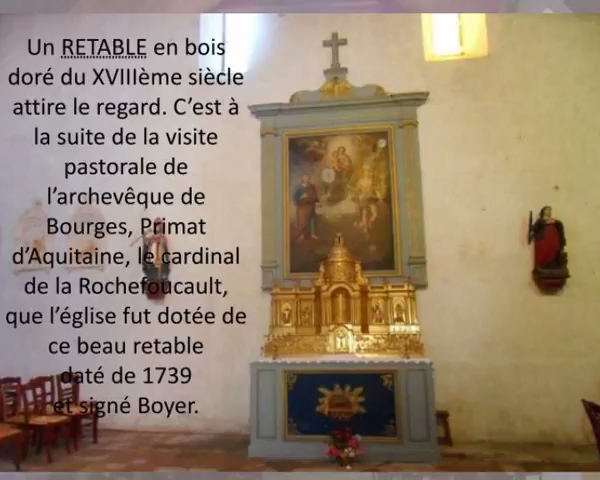 Un RETABLE en bois
doré du XVIIIème siècle
attire le regard. C’est à
la suite de la visite
pastorale de
l’archevêque de
Bourges, Primat
d’Aquitaine, le cardinal
de la Rochefoucault,
que l’église fut dotée de
ce beau retable
daté de 1739
et signé Boyer.